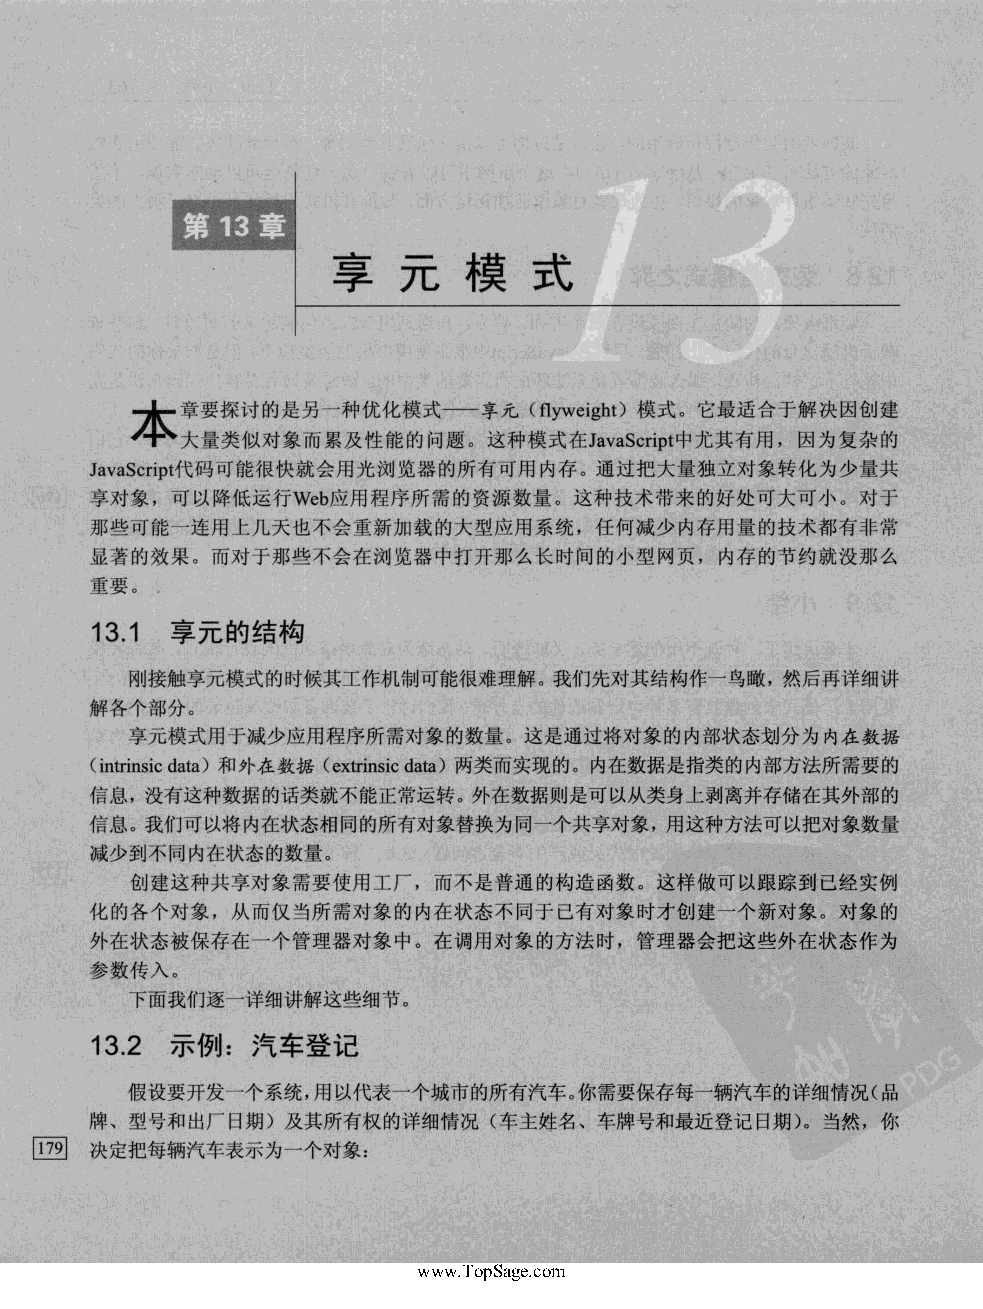 第 13 章
13
享 元 模 式
本章要探讨的是另一种优化模式——享元（flyweight）模式。它最适合于解决因创建
大量类似对象而累及性能的问题。这种模式在JavaScript中尤其有用，因为复杂的
JavaScript代码可能很快就会用光浏览器的所有可用内存。通过把大量独立对象转化为少量共
享对象，可以降低运行Web应用程序所需的资源数量。这种技术带来的好处可大可小。对于
那些可能一连用上几天也不会重新加载的大型应用系统，任何减少内存用量的技术都有非常
显著的效果。而对于那些不会在浏览器中打开那么长时间的小型网页，内存的节约就没那么
重要。
13.1 享元的结构
刚接触享元模式的时候其工作机制可能很难理解。我们先对其结构作一鸟瞰，然后再详细讲
解各个部分。
享元模式用于减少应用程序所需对象的数量。这是通过将对象的内部状态划分为内在数据
（intrinsic data）和外在数据（extrinsic data）两类而实现的。内在数据是指类的内部方法所需要的
信息，没有这种数据的话类就不能正常运转。外在数据则是可以从类身上剥离并存储在其外部的
信息。我们可以将内在状态相同的所有对象替换为同一个共享对象，用这种方法可以把对象数量
减少到不同内在状态的数量。
创建这种共享对象需要使用工厂，而不是普通的构造函数。这样做可以跟踪到已经实例
化的各个对象，从而仅当所需对象的内在状态不同于已有对象时才创建一个新对象。对象的
外在状态被保存在一个管理器对象中。在调用对象的方法时，管理器会把这些外在状态作为
参数传入。
下面我们逐一详细讲解这些细节。
13.2 示例：汽车登记
假设要开发一个系统，用以代表一个城市的所有汽车。你需要保存每一辆汽车的详细情况（品
牌、型号和出厂日期）及其所有权的详细情况（车主姓名、车牌号和最近登记日期）。当然，你
179 决定把每辆汽车表示为一个对象：
PDG
www.TopSage.com